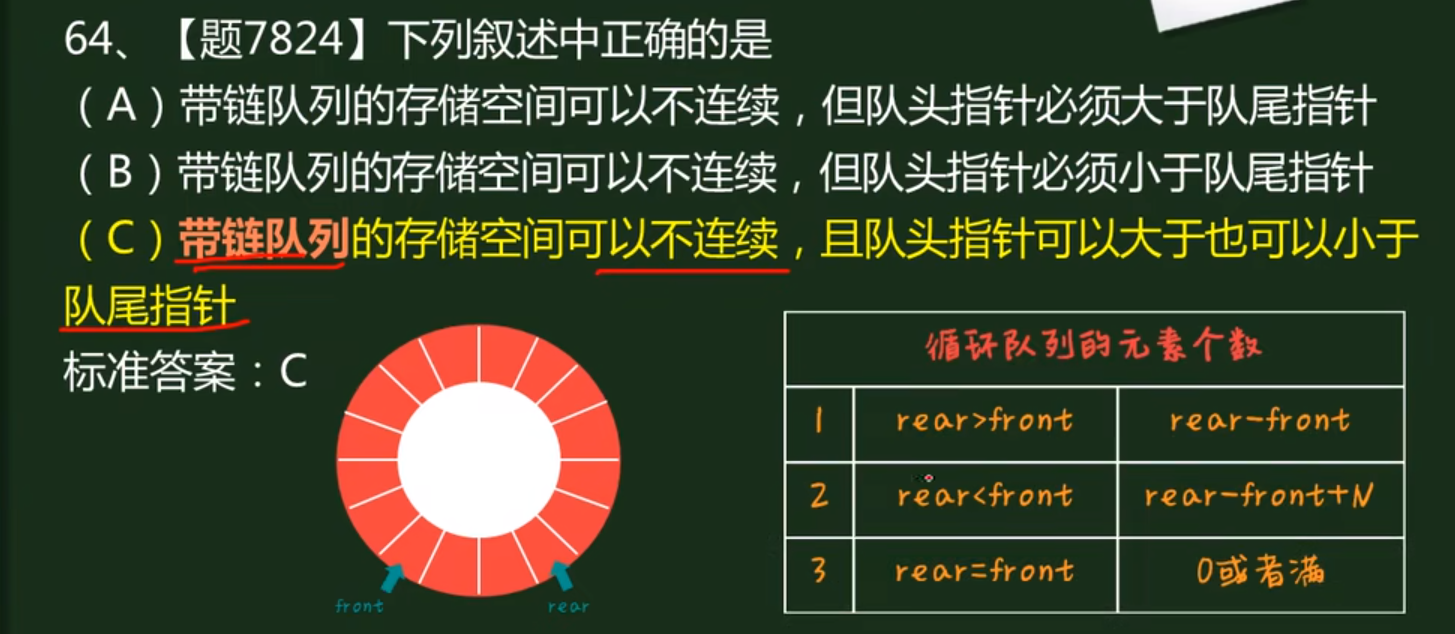 64、【题7824】下列叙述中正确的是
（A）带链队列的存储空间可以不连续，但队头指针必须大于队尾指针
（B）带链队列的存储空间可以不连续，但队头指针必须小于队尾指针
（C）带链队列的存储空间可以不连续，且队头指针可以大于也可以小于
队尾指针
标准答案：C
front
rear
循环队列的元素个数
1 rear>front rear-front
2 rear<front rear-front+N
3 rear=front 0或者满